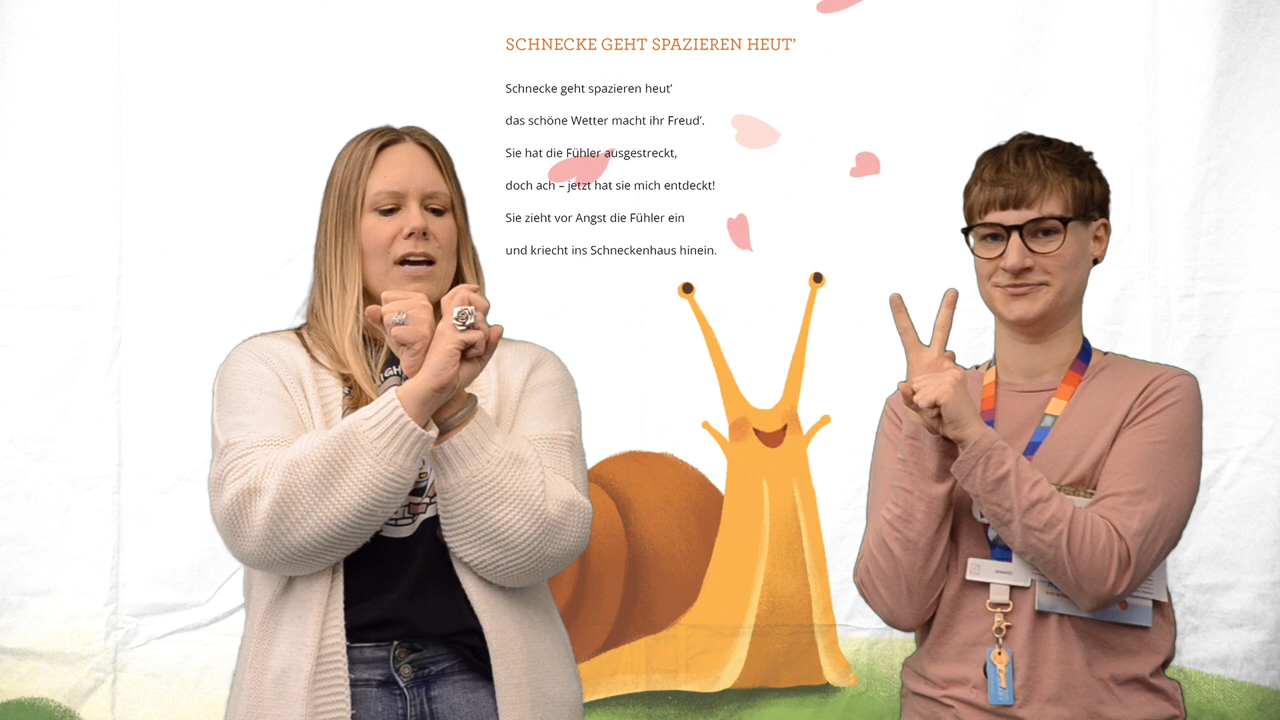 SCHNECKE GEHT SPAZIEREN HEUT’
Schnecke geht spazieren heut’
das schöne Wetter macht ihr Freud’.
Sie hat die Fühler ausgestreckt,
doch ach – jetzt hat sie mich entdeckt!
Sie zieht vor Angst die Fühler ein
und kriecht ins Schneckenhaus hinein.